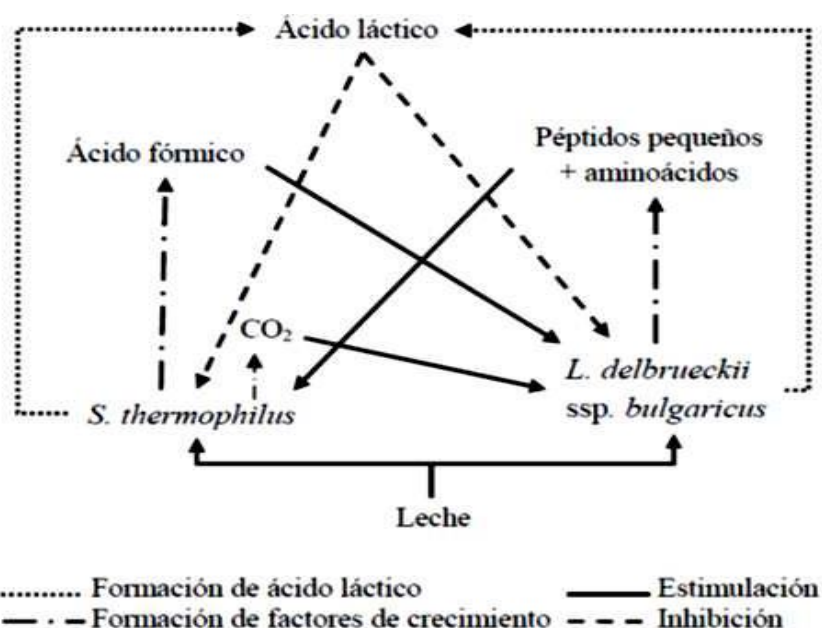 Ácido láctico
Ácido fórmico
Péptidos pequeños
+ aminoácidos
CO₂
L. delbrueckii
ssp. bulgaricus
S. thermophilus
Leche
Formación de ácido láctico
Estimulación
Formación de factores de crecimiento
Inhibición